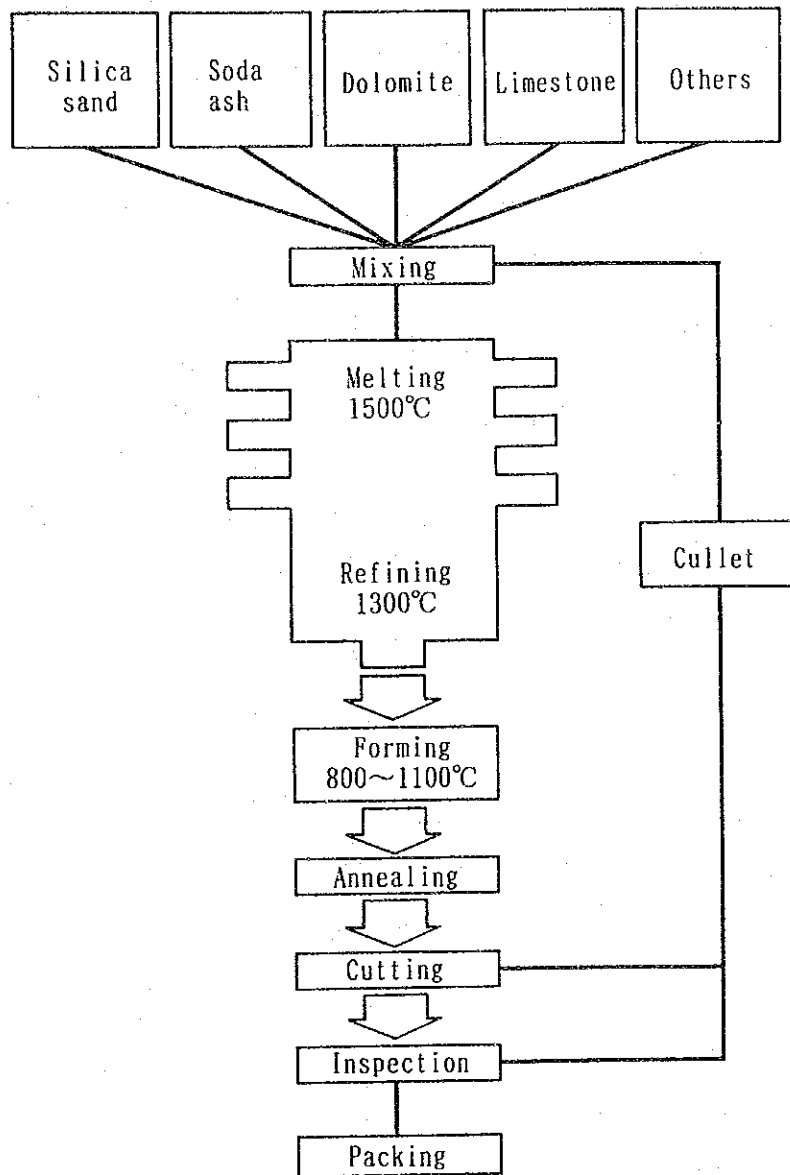 Silica
sand
Soda
ash
Dolomite
Limestone
Others
Mixing
Melting
1500℃
Refining
1300℃
Cullet
Forming
800〜1100℃
Annealing
Cutting
Inspection
Packing